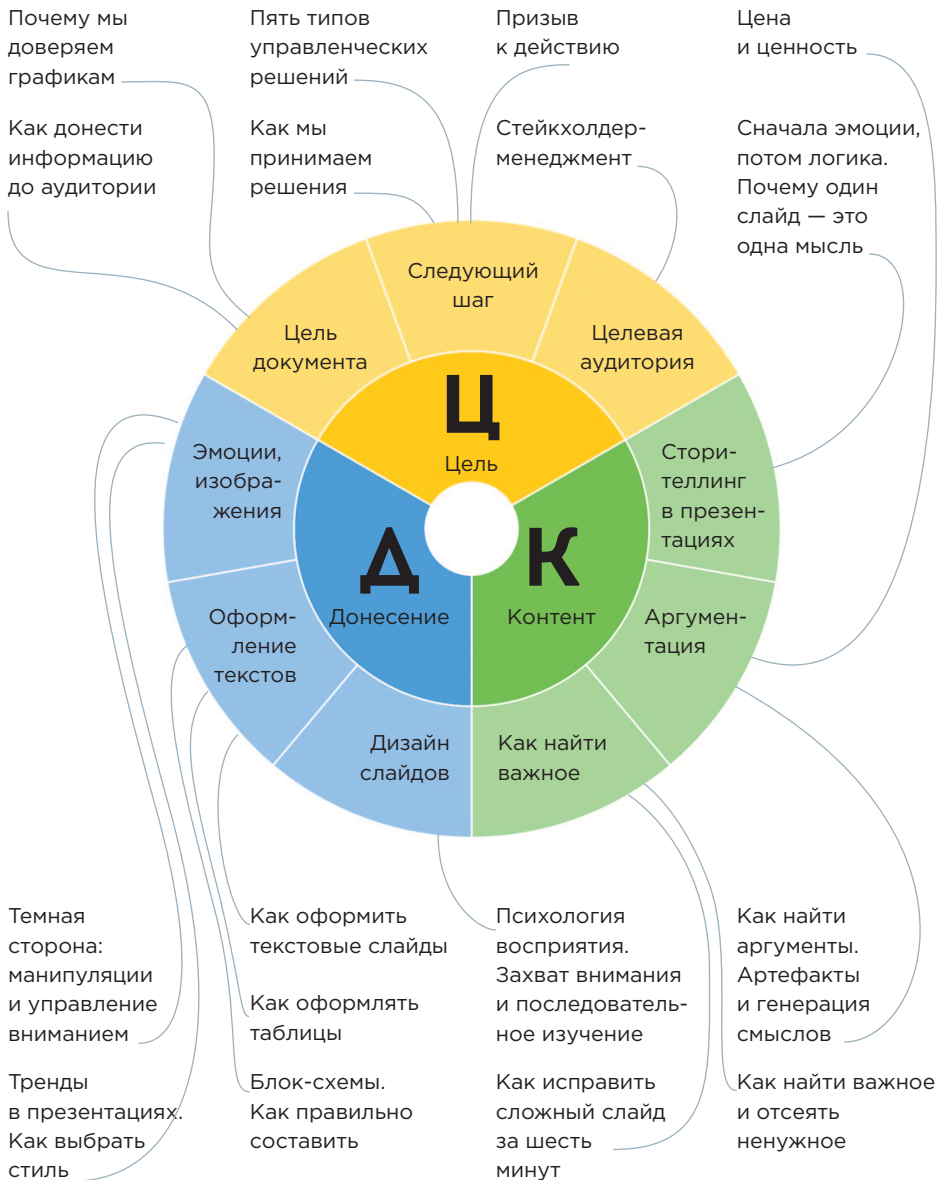 Почему мы
доверяем
графикам
Пять типов
управленческих
решений
Призыв
к действию
Цена
и ценность
Как донести
информацию
до аудитории
Как мы
принимаем
решения
Стейкхолдер-
менеджмент
Сначала эмоции,
потом логика.
Почему один
слайд — это
одна мысль
Следующий
шаг
Цель
документа
Целевая
аудитория
Ц
Цель
Эмоции,
изобра-
жения
Стори-
теллинг
в презен-
тациях
Д
Донесение
К
Контент
Оформ-
ление
текстов
Аргумен-
тация
Дизайн
слайдов
Как найти
важное
Темная
сторона:
манипуляции
и управление
вниманием
Как оформить
текстовые слайды
Как оформлять
таблицы
Психология
восприятия.
Захват внимания
и последователь-
ное изучение
Как найти
аргументы.
Артефакты
и генерация
смыслов
Тренды
в презентациях.
Как выбрать
стиль
Блок-схемы.
Как правильно
составить
Как исправить
сложный слайд
за шесть
минут
Как найти важное
и отсеять
ненужное